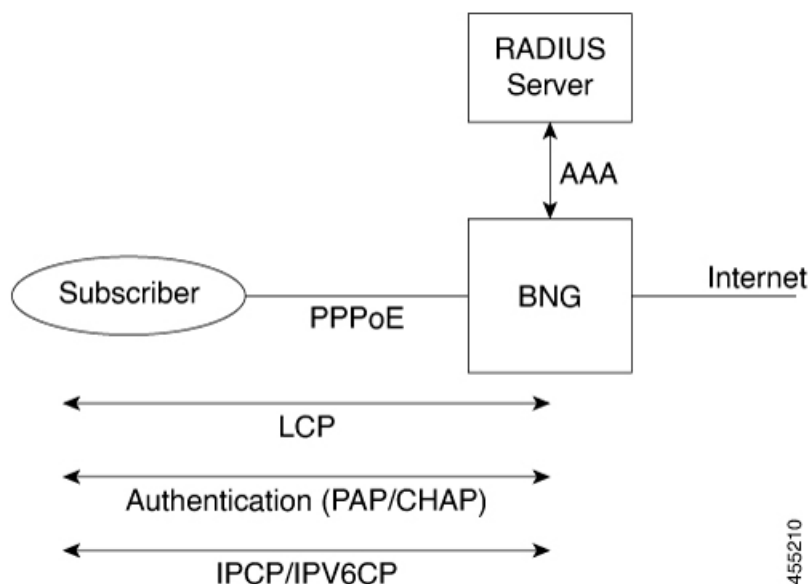 RADIUS
Server
AAA
Subscriber
PPPoE
BNG
Internet
LCP
Authentication (PAP/CHAP)
IPCP/IPV6CP
455210